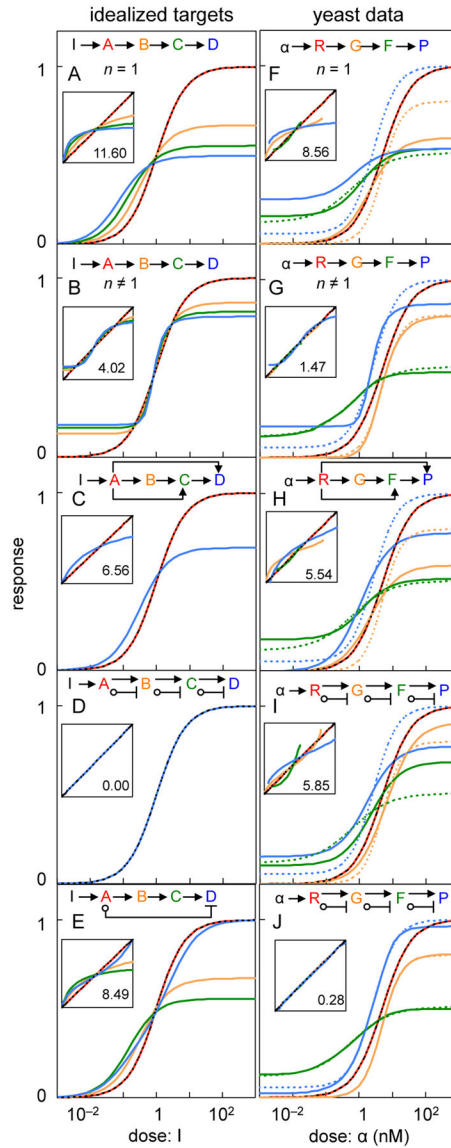 idealized targets
yeast data
I A B C D
A
n = 1
1
11.60
0
α R G F P
F
n = 1
8.56
I A B C D
B
n ≠ 1
1
4.02
0
α R G F P
G
n ≠ 1
1.47
I A B C D
C
1
6.56
0
α R G F P
H
5.54
response
I A B C D
D
1
0.00
0
α R G F P
I
5.85
I A B C D
E
1
8.49
0
α R G F P
J
0.28
10⁻² 1 10²
dose: I
10⁻² 1 10²
dose: α (nM)